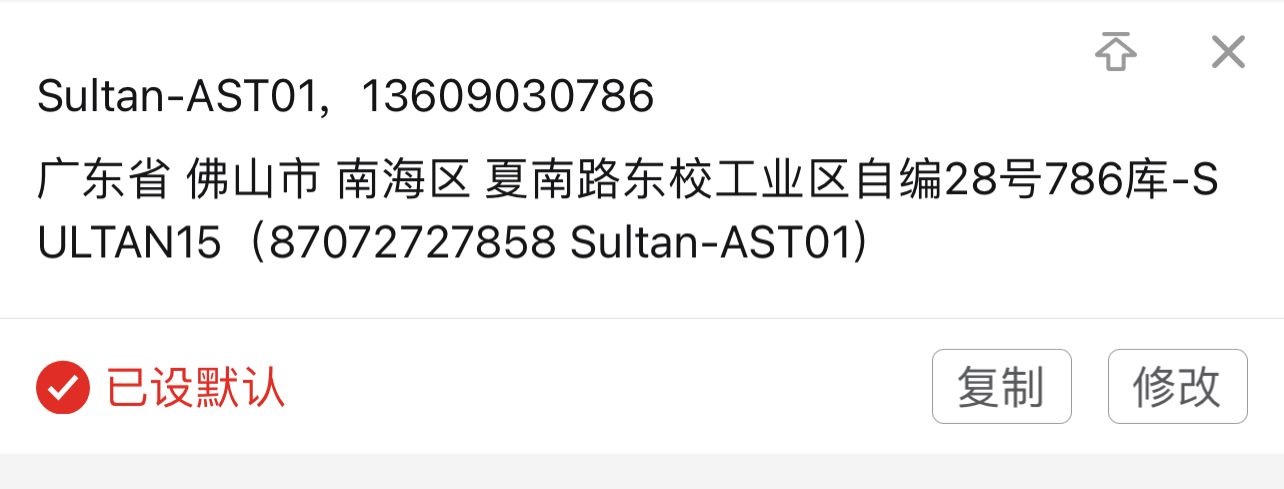 Sultan-AST01，13609030786
广东省 佛山市 南海区 夏南路东校工业区自编28号786库-S
ULTAN15（87072727858 Sultan-AST01）
已设默认 复制 修改